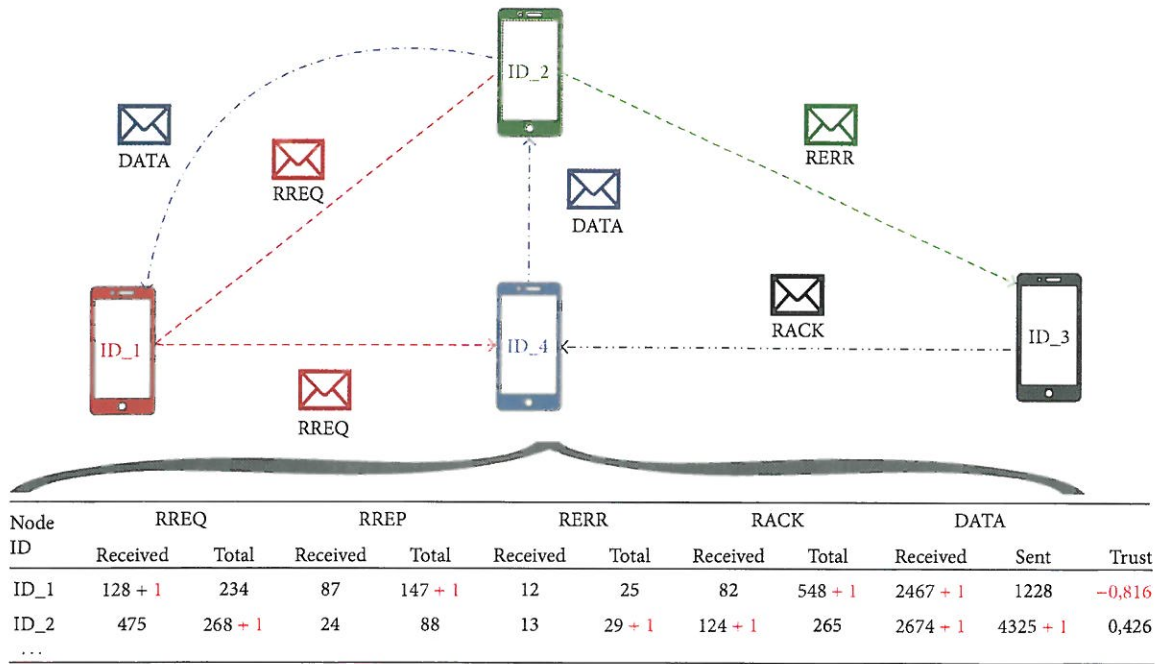 ID_2
DATA
RREQ
RERR
DATA
ID_1
ID_4
RACK
ID_3
RREQ
Node ID RREQ RREP RERR RACK DATA
Received Total Received Total Received Total Received Total Received Sent Trust
ID_1 128 + 1 234 87 147 + 1 12 25 82 548 + 1 2467 + 1 1228 −0,816
ID_2 475 268 + 1 24 88 13 29 + 1 124 + 1 265 2674 + 1 4325 + 1 0,426
...